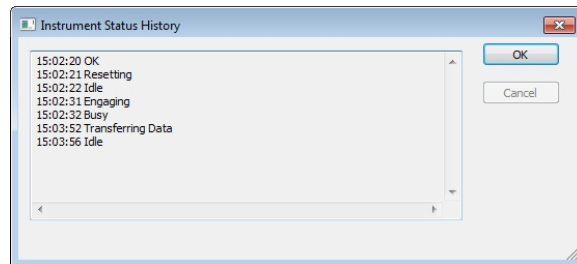 Instrument Status History
15:02:20 OK
15:02:21 Resetting
15:02:22 Idle
15:02:31 Engaging
15:02:32 Busy
15:03:52 Transferring Data
15:03:56 Idle
OK
Cancel